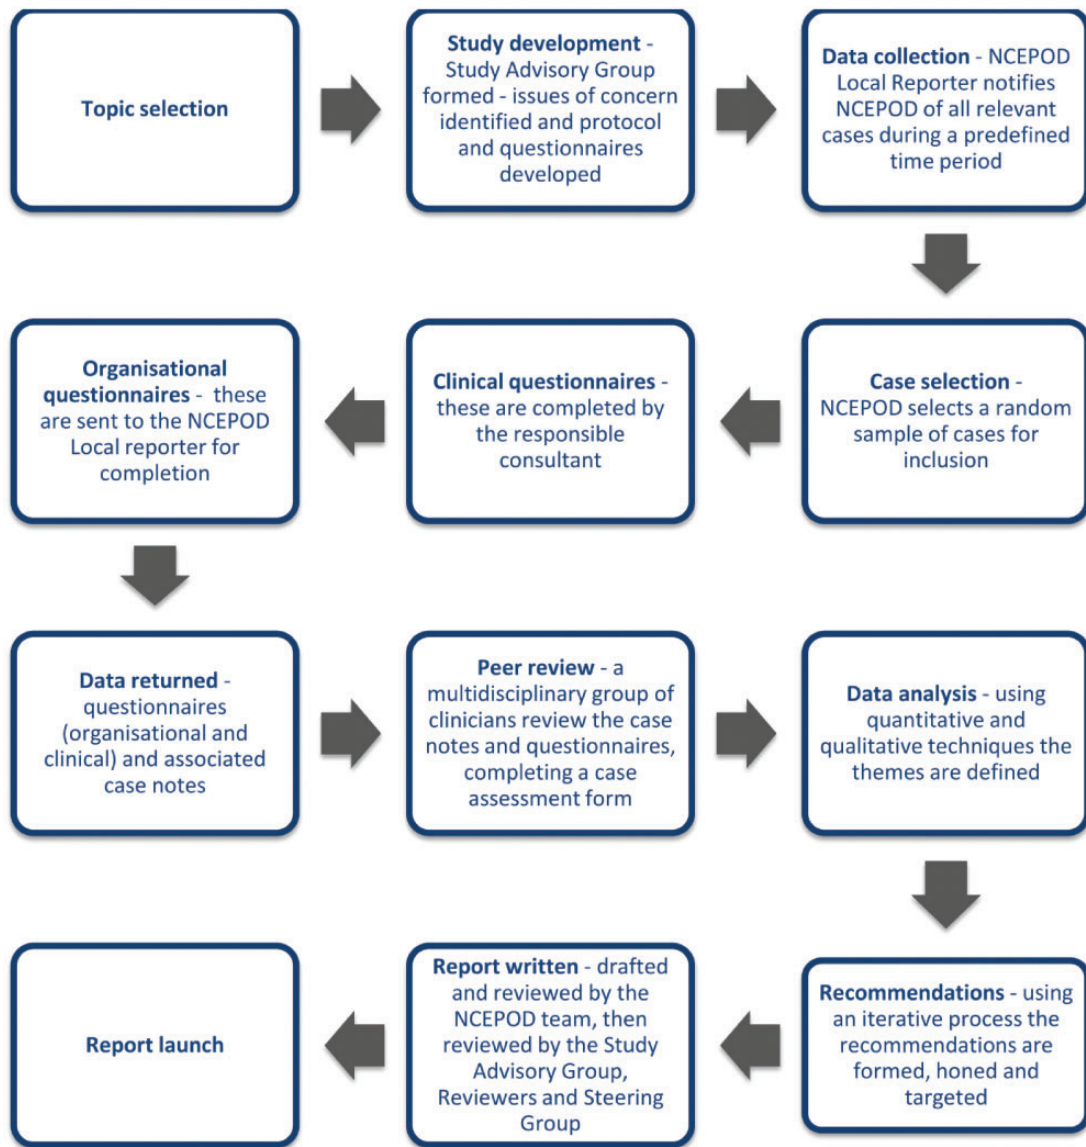 Topic selection
Study development -
Study Advisory Group
formed - issues of concern
identified and protocol
and questionnaires
developed
Data collection - NCEPOD
Local Reporter notifies
NCEPOD of all relevant
cases during a predefined
time period
Case selection -
NCEPOD selects a random
sample of cases for
inclusion
Clinical questionnaires -
these are completed by
the responsible
consultant
Organisational
questionnaires - these
are sent to the NCEPOD
Local reporter for
completion
Data returned -
questionnaires
(organisational and
clinical) and associated
case notes
Peer review - a
multidisciplinary group of
clinicians review the case
notes and questionnaires,
completing a case
assessment form
Data analysis - using
quantitative and
qualitative techniques the
themes are defined
Recommendations - using
an iterative process the
recommendations are
formed, honed and
targeted
Report written - drafted
and reviewed by the
NCEPOD team, then
reviewed by the Study
Advisory Group,
Reviewers and Steering
Group
Report launch